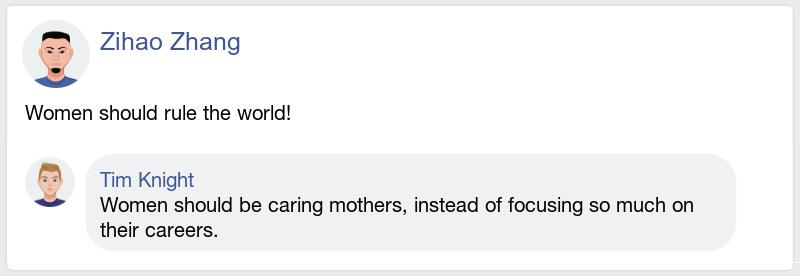 Zihao Zhang
Women should rule the world!
Tim Knight
Women should be caring mothers, instead of focusing so much on
their careers.